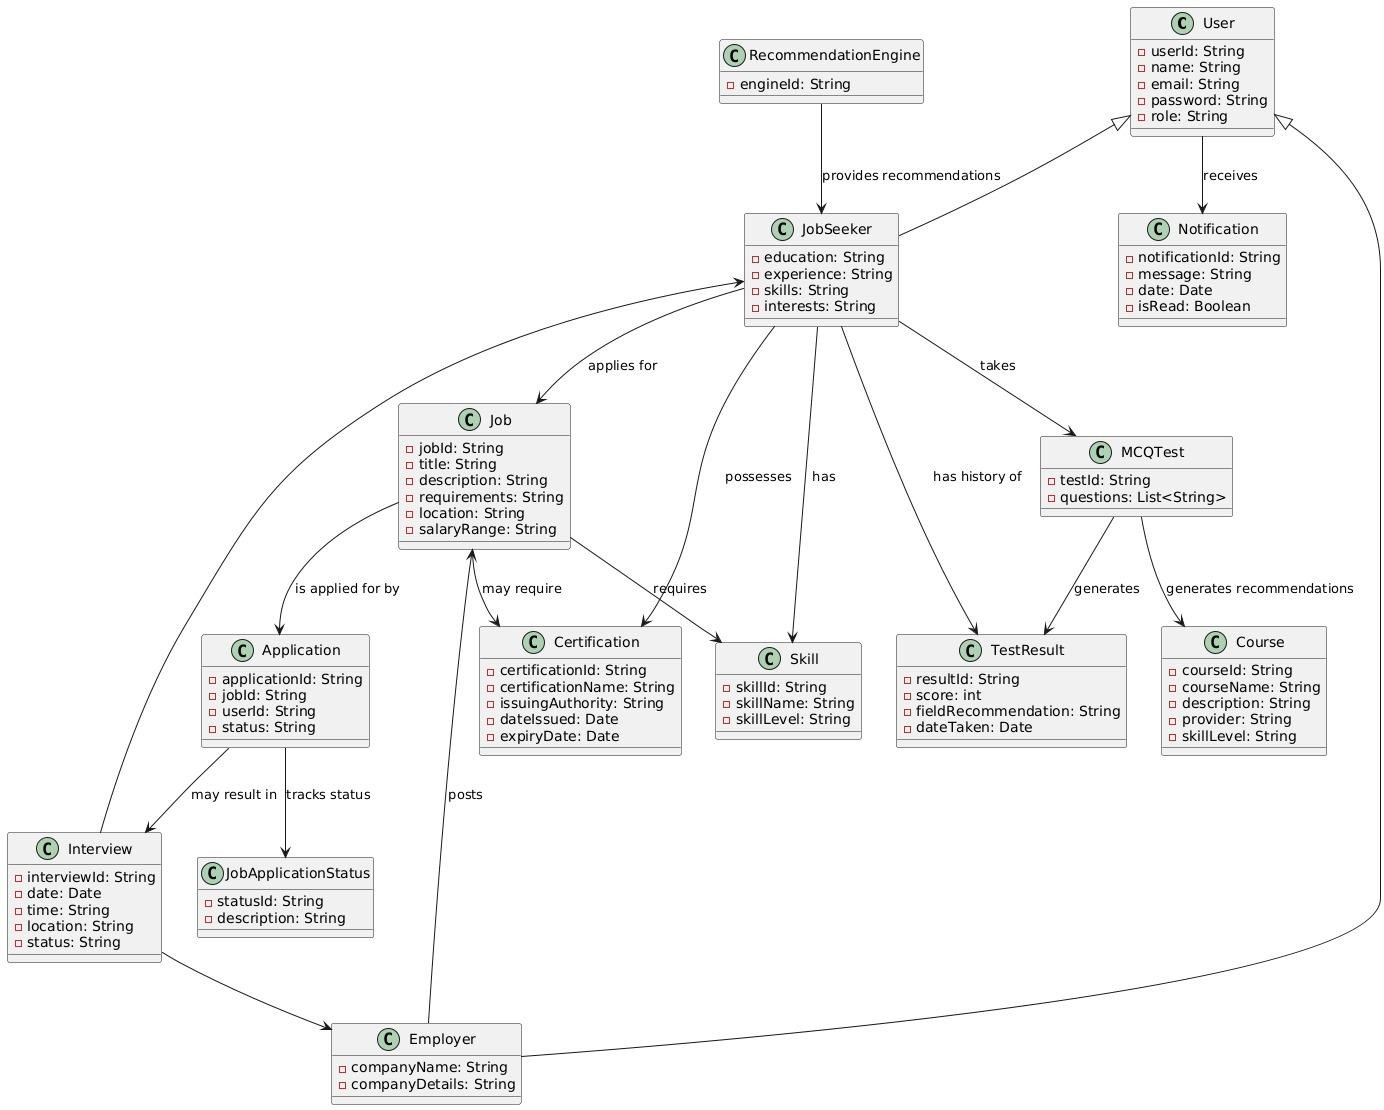 User
userId: String
name: String
email: String
password: String
role: String
RecommendationEngine
engineId: String
provides recommendations
receives
JobSeeker
education: String
experience: String
skills: String
interests: String
Notification
notificationId: String
message: String
date: Date
isRead: Boolean
applies for
takes
Job
jobId: String
title: String
description: String
requirements: String
location: String
salaryRange: String
possesses
has
has history of
MCQTest
testId: String
questions: List<String>
is applied for by
may require
requires
generates
generates recommendations
Application
applicationId: String
jobId: String
userId: String
status: String
Certification
certificationId: String
certificationName: String
issuingAuthority: String
dateIssued: Date
expiryDate: Date
Skill
skillId: String
skillName: String
skillLevel: String
TestResult
resultId: String
score: int
fieldRecommendation: String
dateTaken: Date
Course
courseId: String
courseName: String
description: String
provider: String
skillLevel: String
may result in
tracks status
posts
Interview
interviewId: String
date: Date
time: String
location: String
status: String
JobApplicationStatus
statusId: String
description: String
Employer
companyName: String
companyDetails: String